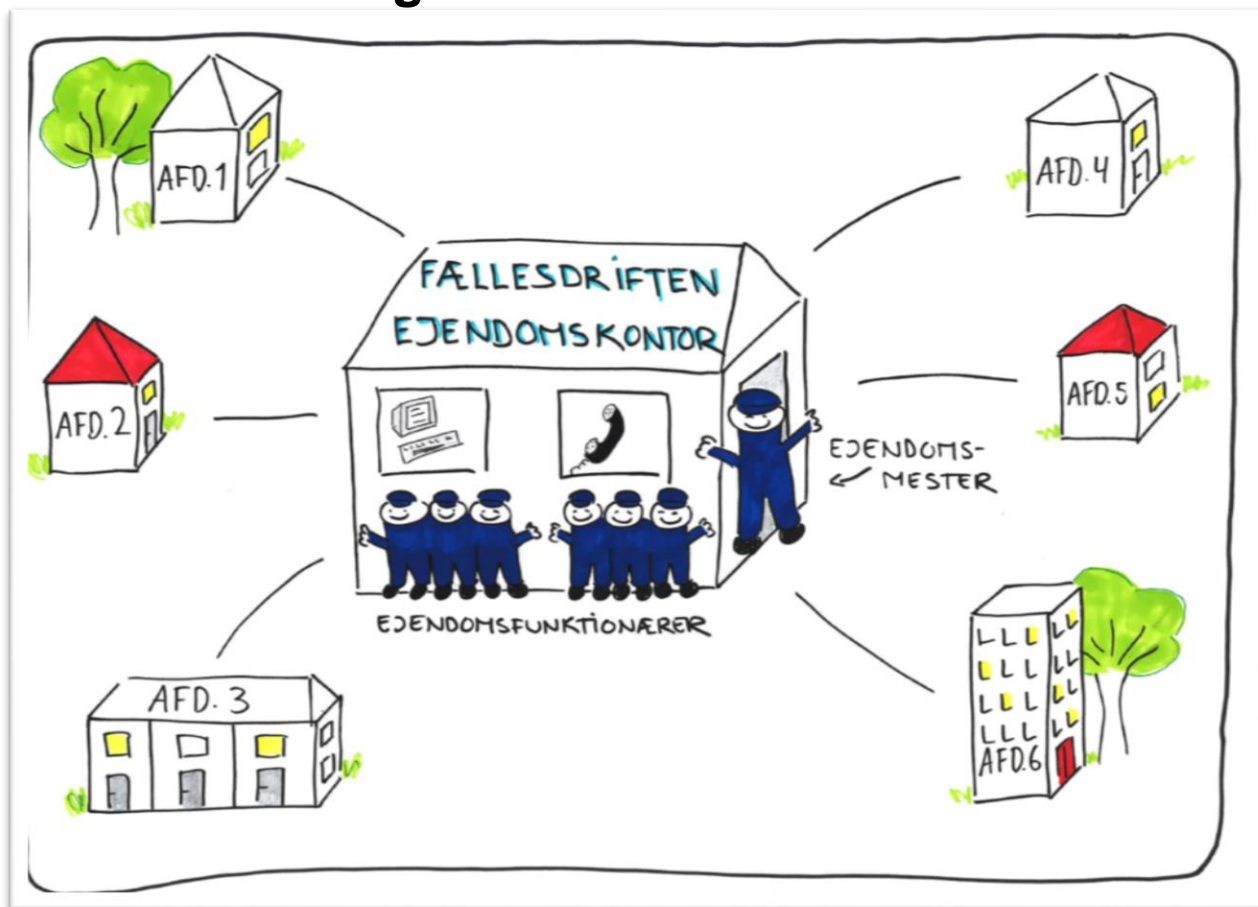 AFD.1
AFD.4
FÆLLESDRIFTEN
EJENDOMSKONTOR
AFD.2
AFD.5
EJENDOMS-
MESTER
EJENDOMSFUNKTIONÆRER
AFD. 3
AFD.6